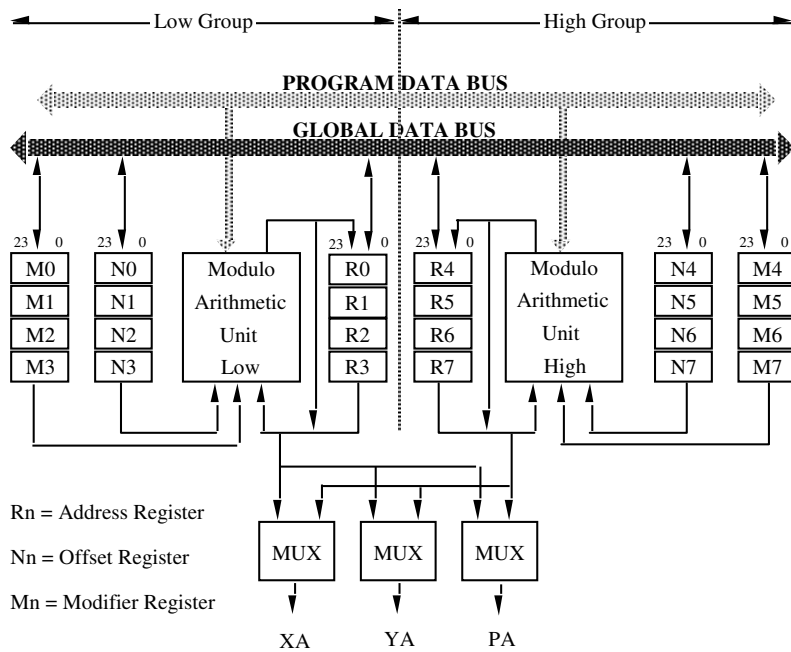 Low Group
High Group
PROGRAM DATA BUS
GLOBAL DATA BUS
23 0
23 0
23 0
23 0
23 0
23 0
M0
M1
M2
M3
N0
N1
N2
N3
Modulo
Arithmetic
Unit
Low
R0
R1
R2
R3
R4
R5
R6
R7
Modulo
Arithmetic
Unit
High
N4
N5
N6
N7
M4
M5
M6
M7
Rn = Address Register
Nn = Offset Register
Mn = Modifier Register
MUX
MUX
MUX
XA
YA
PA